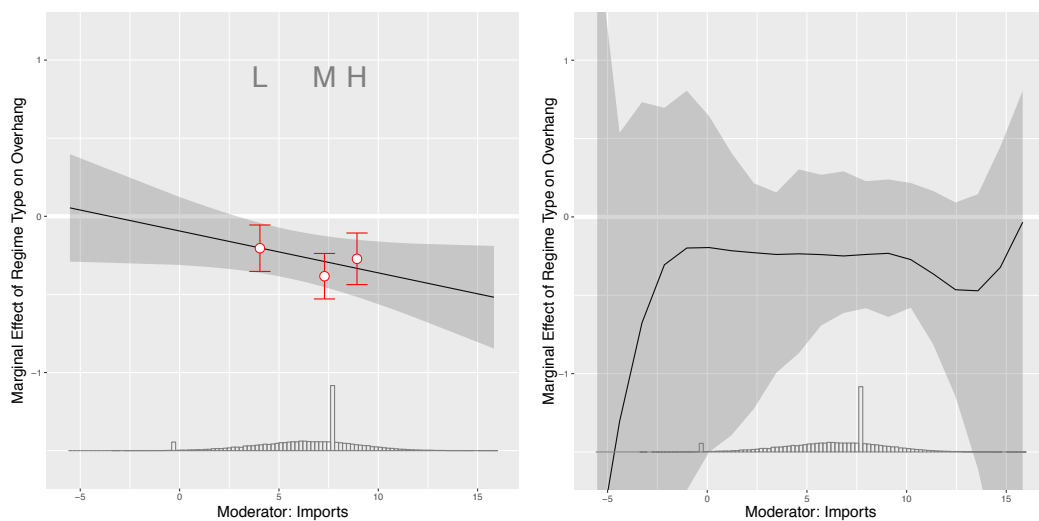 Marginal Effect of Regime Type on Overhang
1
0
−1
L M H
−5 0 5 10 15
Moderator: Imports
Marginal Effect of Regime Type on Overhang
1
0
−1
−5 0 5 10 15
Moderator: Imports